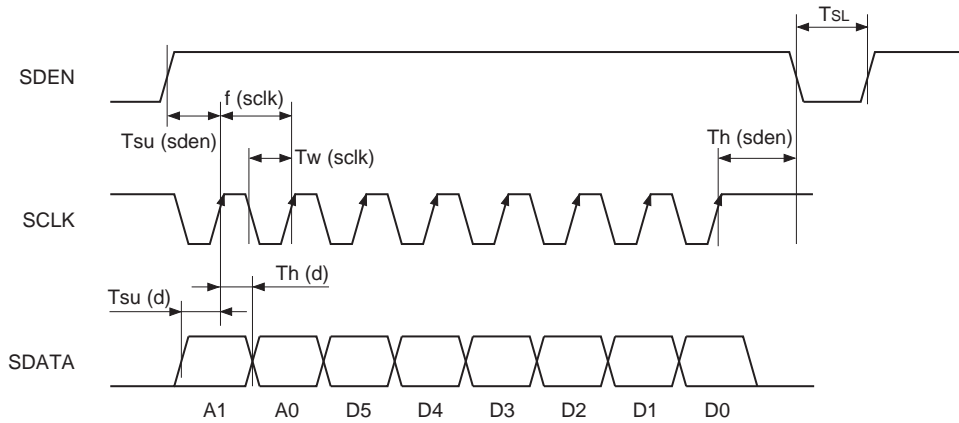 TSL
SDEN
f (sclk)
Tsu (sden)
Th (sden)
Tw (sclk)
SCLK
Th (d)
Tsu (d)
SDATA
A1 A0 D5 D4 D3 D2 D1 D0